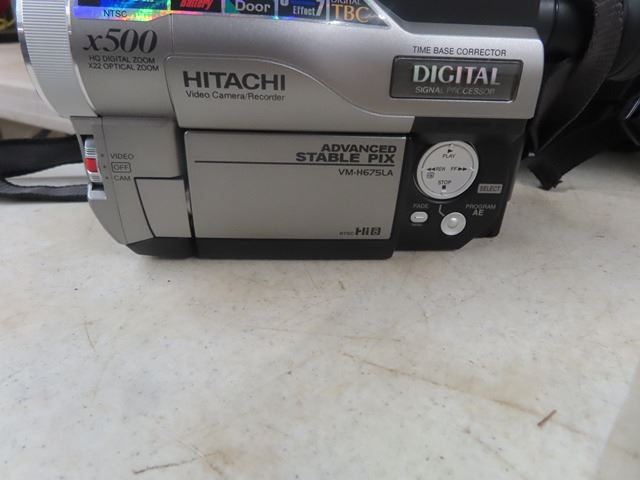 NTSC
Battery
Door
Effect 7
DIGITAL
TBC
x500
HQ DIGITAL ZOOM
X22 OPTICAL ZOOM
TIME BASE CORRECTOR
DIGITAL
SIGNAL PROCESSOR
HITACHI
Video Camera/Recorder
ADVANCED
STABLE PIX
VM-H675LA
VIDEO
OFF
CAM
PLAY
REW FF
STOP
SELECT
FADE
PROGRAM
AE
NTSC Hi8